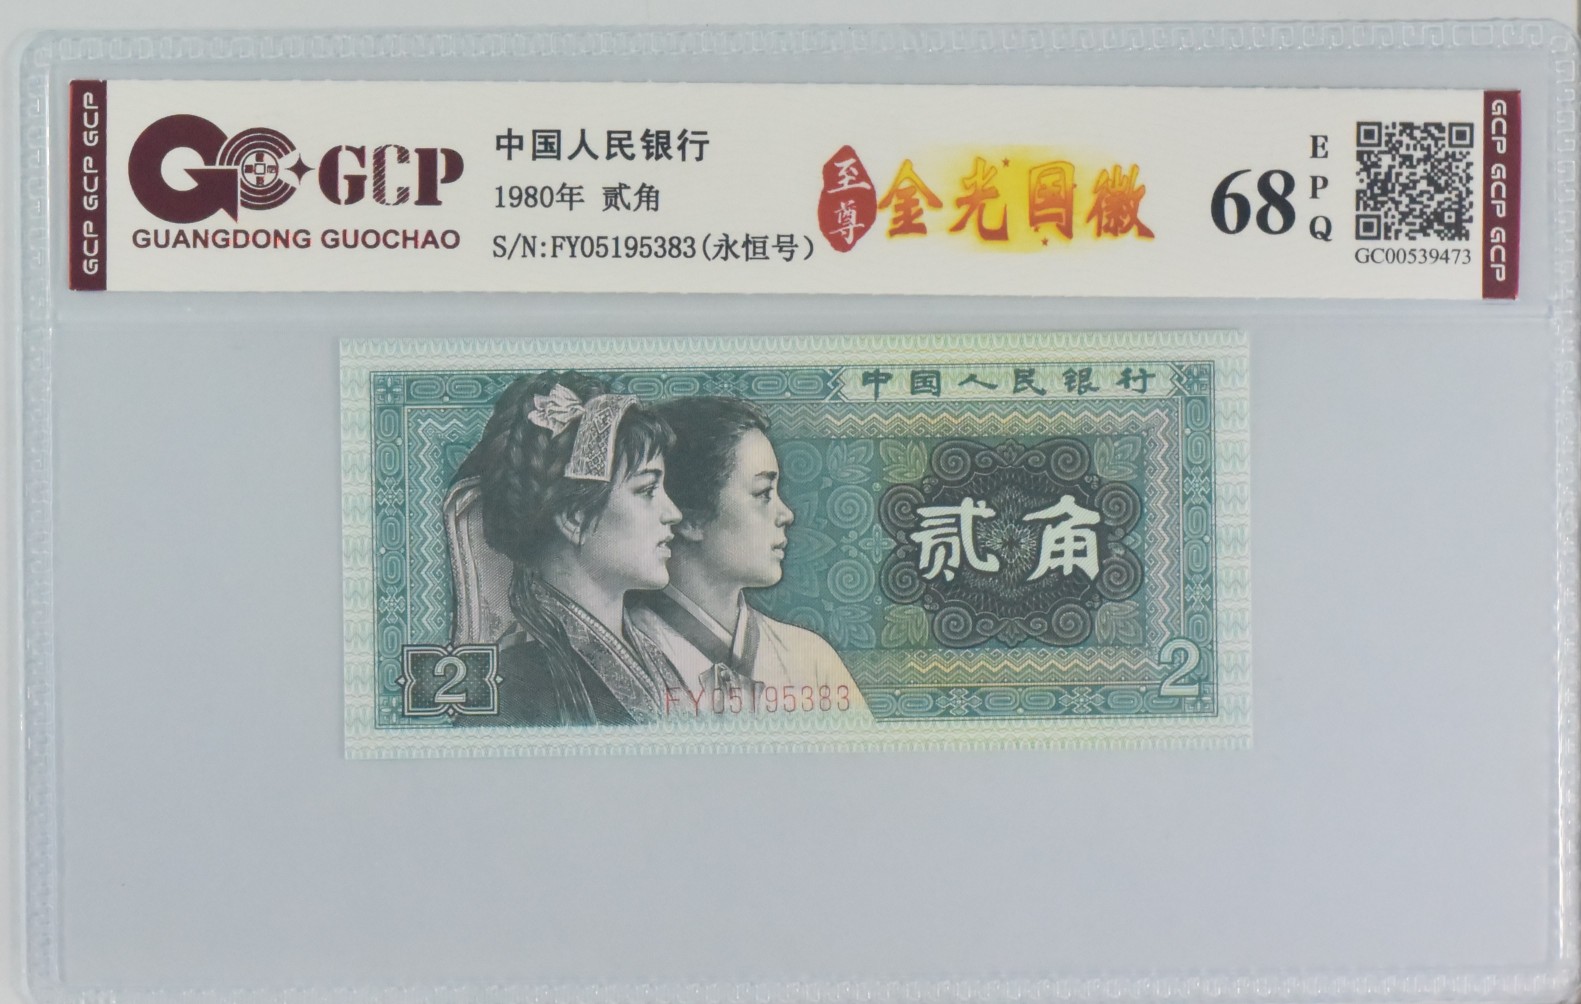 GCP GCP GCP
GCP
GUANGDONG GUOCHAO
中国人民银行
1980年 贰角
S/N:FY05195383(永恒号)
至尊
金光国徽
68
EPQ
GC00539473
GCP GCP GCP
中国人民银行
贰角
2
2
FY05195383